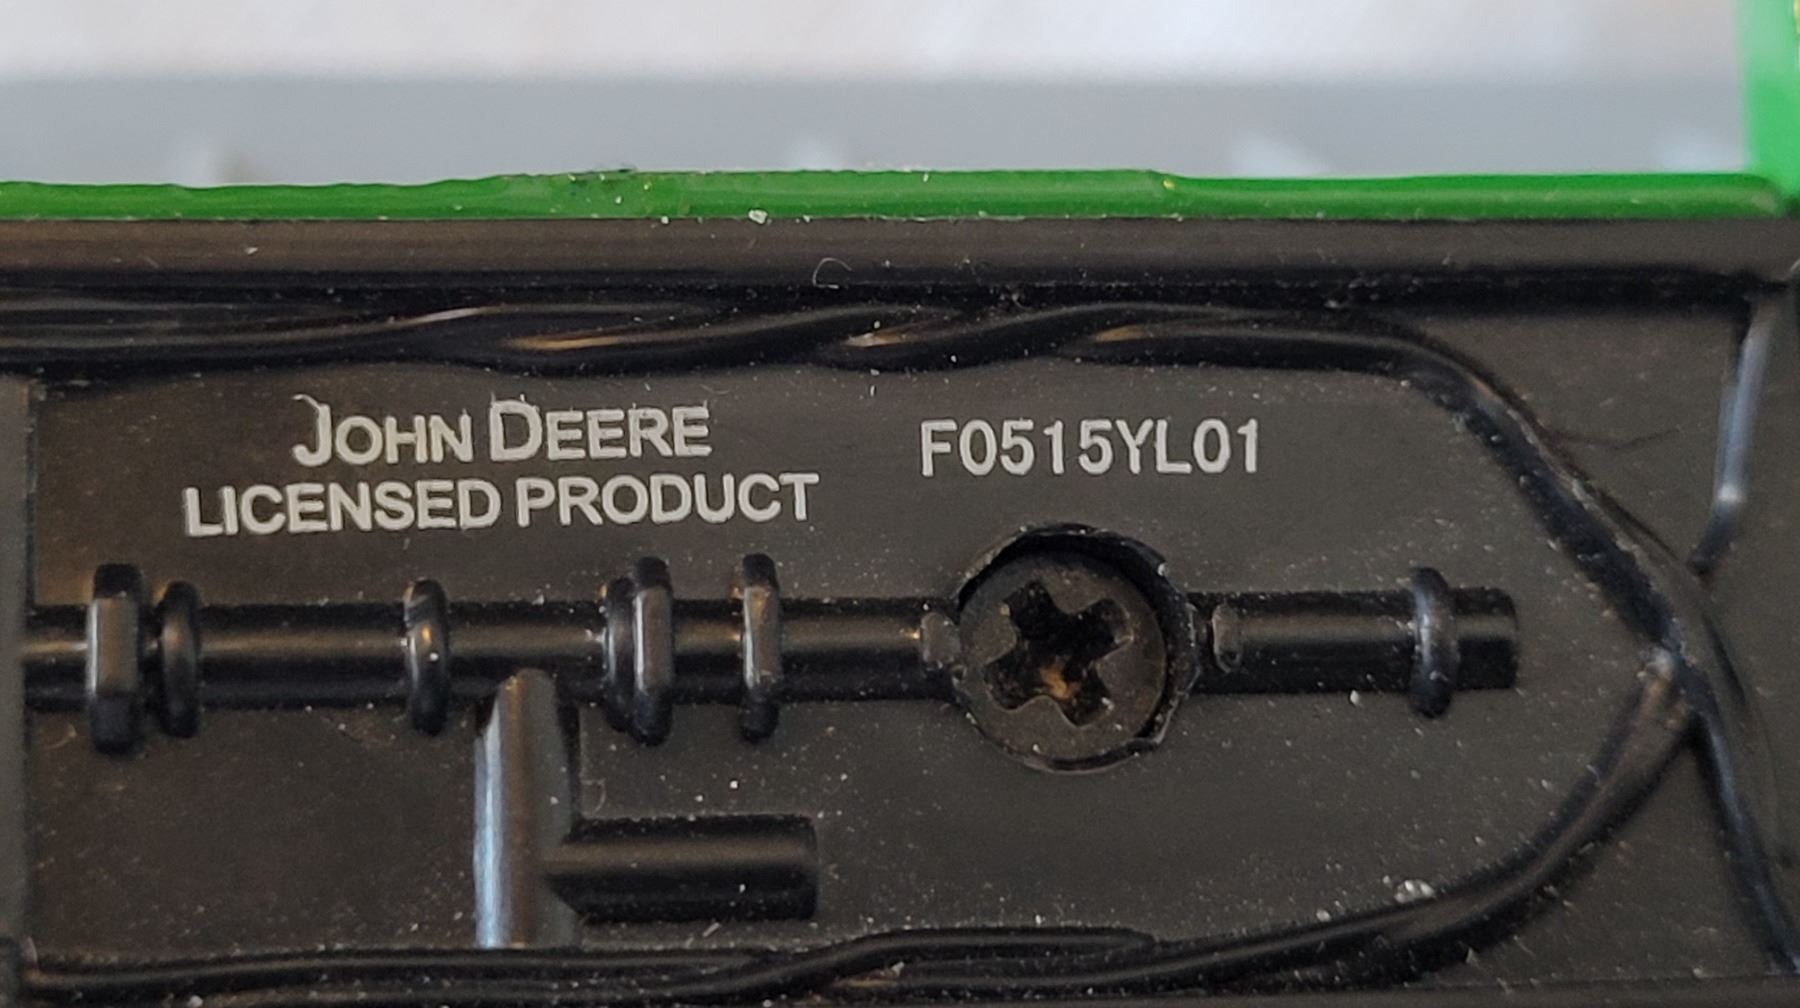 JOHN DEERE
LICENSED PRODUCT
F0515YL01